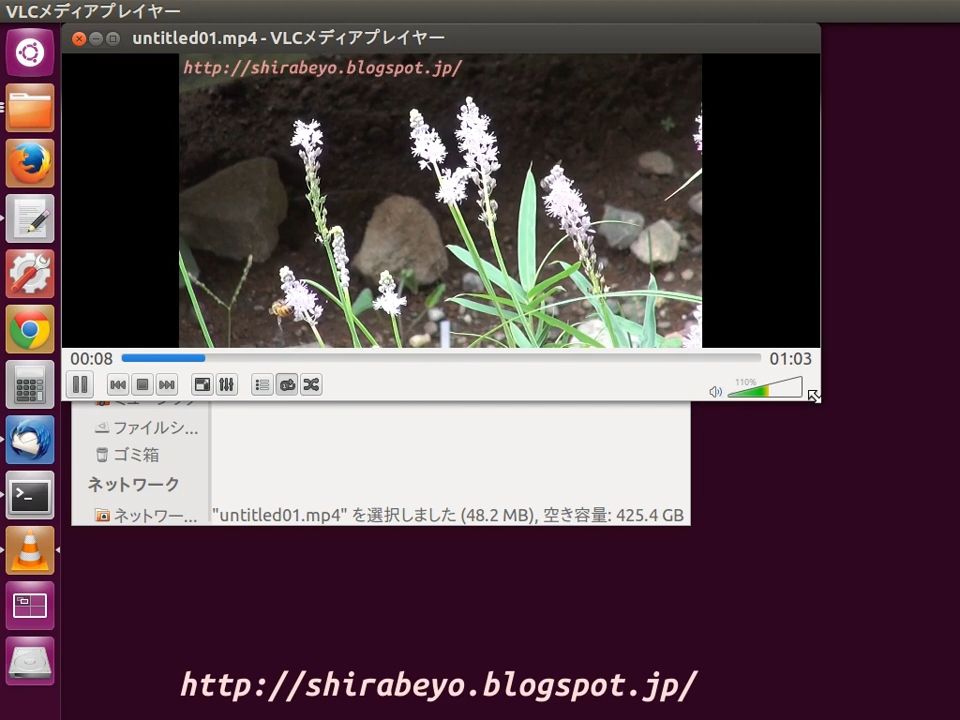 VLCメディアプレイヤー
untitled01.mp4 - VLCメディアプレイヤー
http://shirabeyo.blogspot.jp/
00:08
01:03
110%
ファイルシ...
ゴミ箱
ネットワーク
ネットワー...
"untitled01.mp4" を選択しました (48.2 MB), 空き容量: 425.4 GB
http://shirabeyo.blogspot.jp/